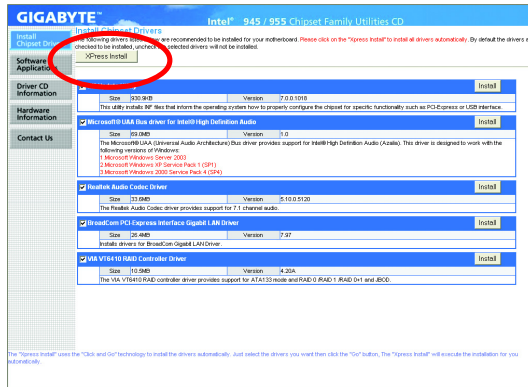 GIGABYTE™
Intel® 945 / 955 Chipset Family Utilities CD
Install
Chipset Drivers
Software
Applications
Driver CD
Information
Hardware
Information
Contact Us
Install Chipset Drivers
The following drivers listed below are recommended to be installed for your motherboard. Please click on the "Xpress Install" to install all drivers automatically. By default the drivers a
checked to be installed, unchecked selected drivers will not be installed.
XPress Install
Install
Size 930.9KB Version 7.0.0.1018
This utility installs INF files that inform the operating system how to properly configure the chipset for specific functionality such as PCI-Express or USB interface.
Microsoft® UAA Bus driver for Intel® High Definition Audio Install
Size 69.0MB Version 1.0
The Microsoft® UAA (Universal Audio Architecture) Bus driver provides support for Intel® High Definition Audio (Azalia). This driver is designed to work with the
following versions of Windows:
1.Microsoft Windows Server 2003
2.Microsoft Windows XP Service Pack 1 (SP1)
3.Microsoft Windows 2000 Service Pack 4 (SP4)
Realtek Audio Codec Driver Install
Size 33.6MB Version 5.10.0.5120
The Realtek Audio Codec driver provides support for 7.1 channel audio.
BroadCom PCI-Express Interface Gigabit LAN Driver Install
Size 26.4MB Version 7.97
Installs drivers for BroadCom Gigabit LAN Driver.
VIA VT6410 RAID Controller Driver Install
Size 10.5MB Version 4.20A
The VIA VT6410 RAID controller driver provides support for ATA133 mode and RAID 0 /RAID 1 /RAID 0+1 and JBOD.
The "Xpress Install" uses the "Click and Go" technology to install the drivers automatically. Just select the drivers you want then click the "Go" button, The "Xpress Install" will execute the installation for you
automatically.